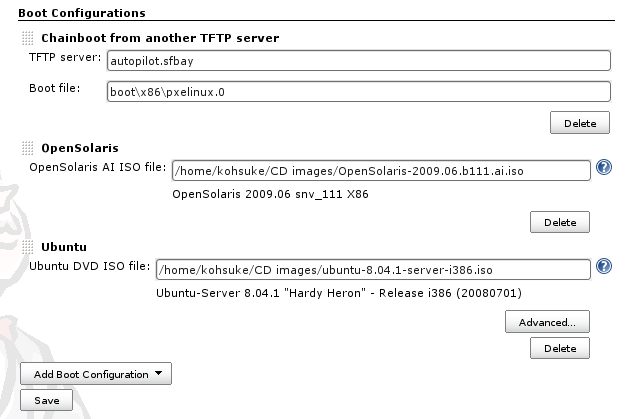 Boot Configurations
Chainboot from another TFTP server
TFTP server: autopilot.sfbay
Boot file: boot\x86\pxelinux.0
Delete
OpenSolaris
OpenSolaris AI ISO file: /home/kohsuke/CD images/OpenSolaris-2009.06.b111.ai.iso ?
OpenSolaris 2009.06 snv_111 X86
Delete
Ubuntu
Ubuntu DVD ISO file: /home/kohsuke/CD images/ubuntu-8.04.1-server-i386.iso ?
Ubuntu-Server 8.04.1 "Hardy Heron" - Release i386 (20080701)
Advanced...
Delete
Add Boot Configuration
Save